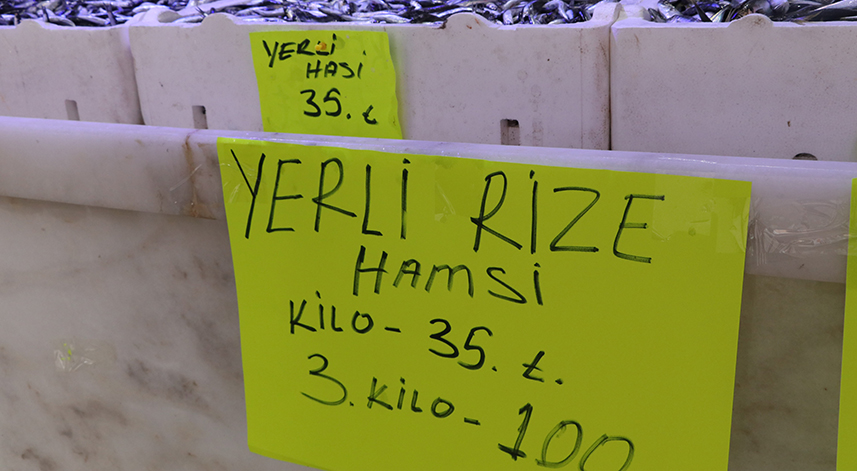 YERLİ
HASİ
35.t
YERLİ RİZE
HAMSİ
KİLO- 35. t.
3. KİLO- 100